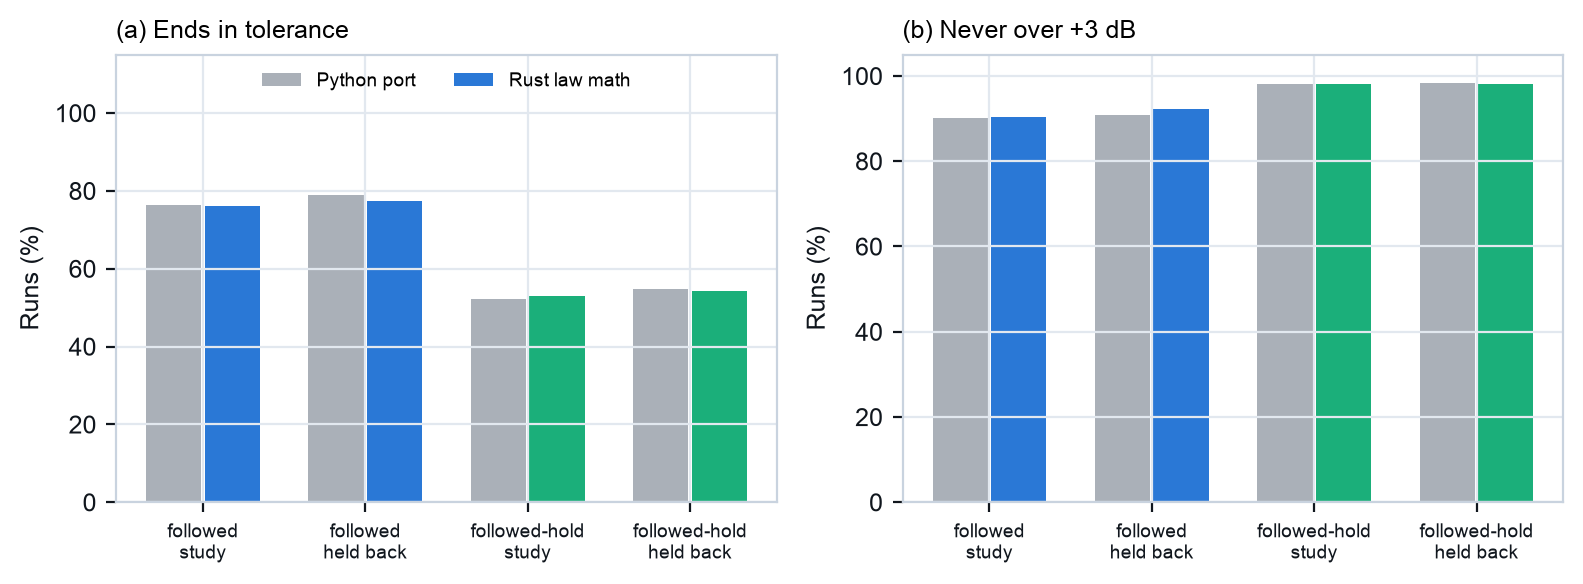 (a) Ends in tolerance
Python port
Rust law math
Runs (%)
100
80
60
40
20
0
followed
study
followed
held back
followed-hold
study
followed-hold
held back
(b) Never over +3 dB
Runs (%)
100
80
60
40
20
0
followed
study
followed
held back
followed-hold
study
followed-hold
held back